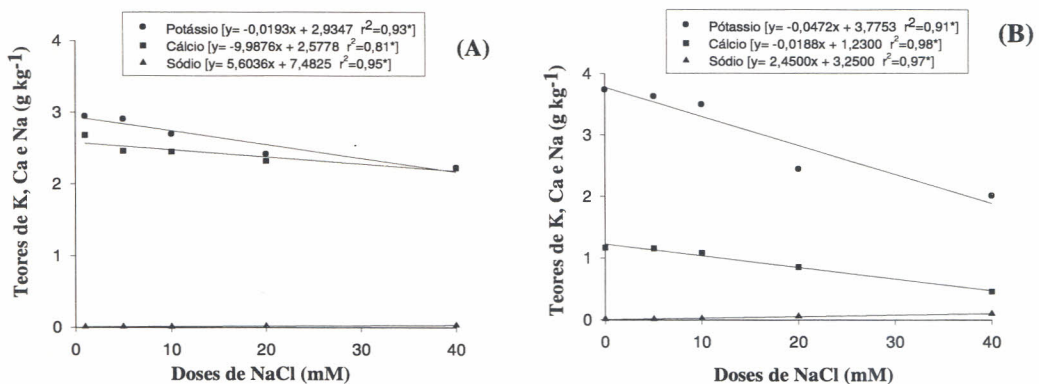 Potássio [y= -0,0193x + 2,9347 r²=0,93*]
Cálcio [y= -9,9876x + 2,5778 r²=0,81*]
Sódio [y= 5,6036x + 7,4825 r²=0,95*]
(A)
Teores de K, Ca e Na (g kg⁻¹)
4
3
2
1
0
0 10 20 30 40
Doses de NaCl (mM)
Pótassio [y= -0,0472x + 3,7753 r²=0,91*]
Cálcio [y= -0,0188x + 1,2300 r²=0,98*]
Sódio [y= 2,4500x + 3,2500 r²=0,97*]
(B)
Teores de K, Ca e Na (g kg⁻¹)
4
3
2
1
0
0 10 20 30 40
Doses de NaCl (mM)